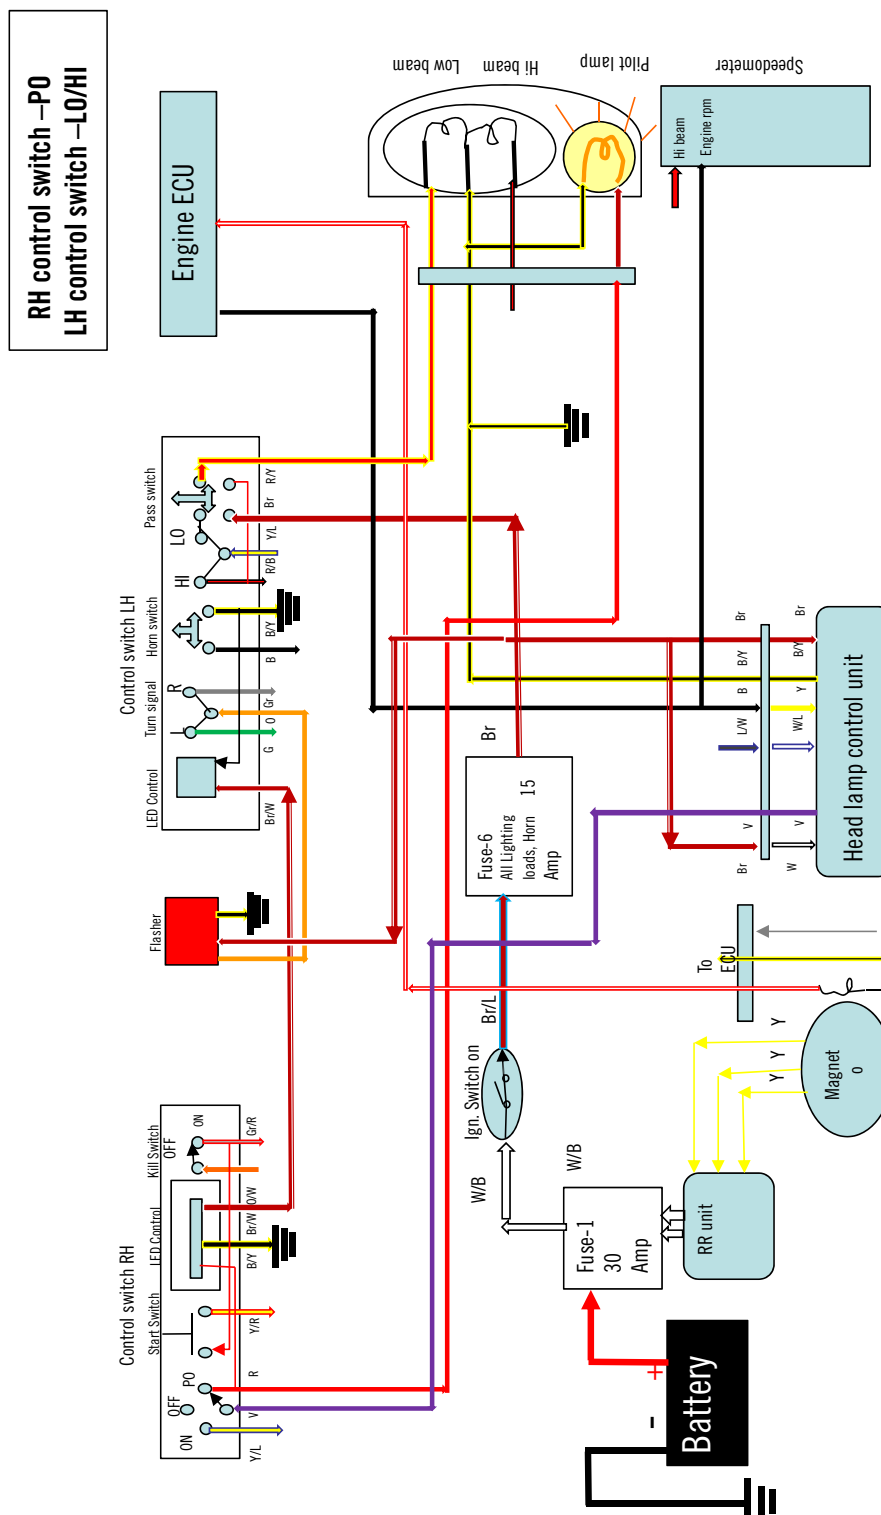 RH control switch –PO
LH control switch –LO/HI
Engine ECU
Low beam
Hi beam
Pilot lamp
Speedometer
Hi beam
Engine rpm
Control switch LH
Pass switch
Horn switch
Turn signal
LED Control
LO
HI
R
L
R/Y
Br
Y/L
R/B
B/Y
B
Gr
O
G
Br/W
Flasher
Control switch RH
Kill Switch
LED Control
Start Switch
OFF
ON
Gr/R
O/W
Br/W
B/Y
Y/R
PO
OFF
ON
R
V
Y/L
Br
Fuse-6
All Lighting
loads, Horn 15
Amp
Br/L
Ign. Switch on
W/B
W/B
Fuse-1
30
Amp
RR unit
Battery
+
-
Magnet
o
Y
Y
Y
To
ECU
Head lamp control unit
Br
B/Y
B
L/W
V
Br
Br
B/Y
Y
W/L
V
W